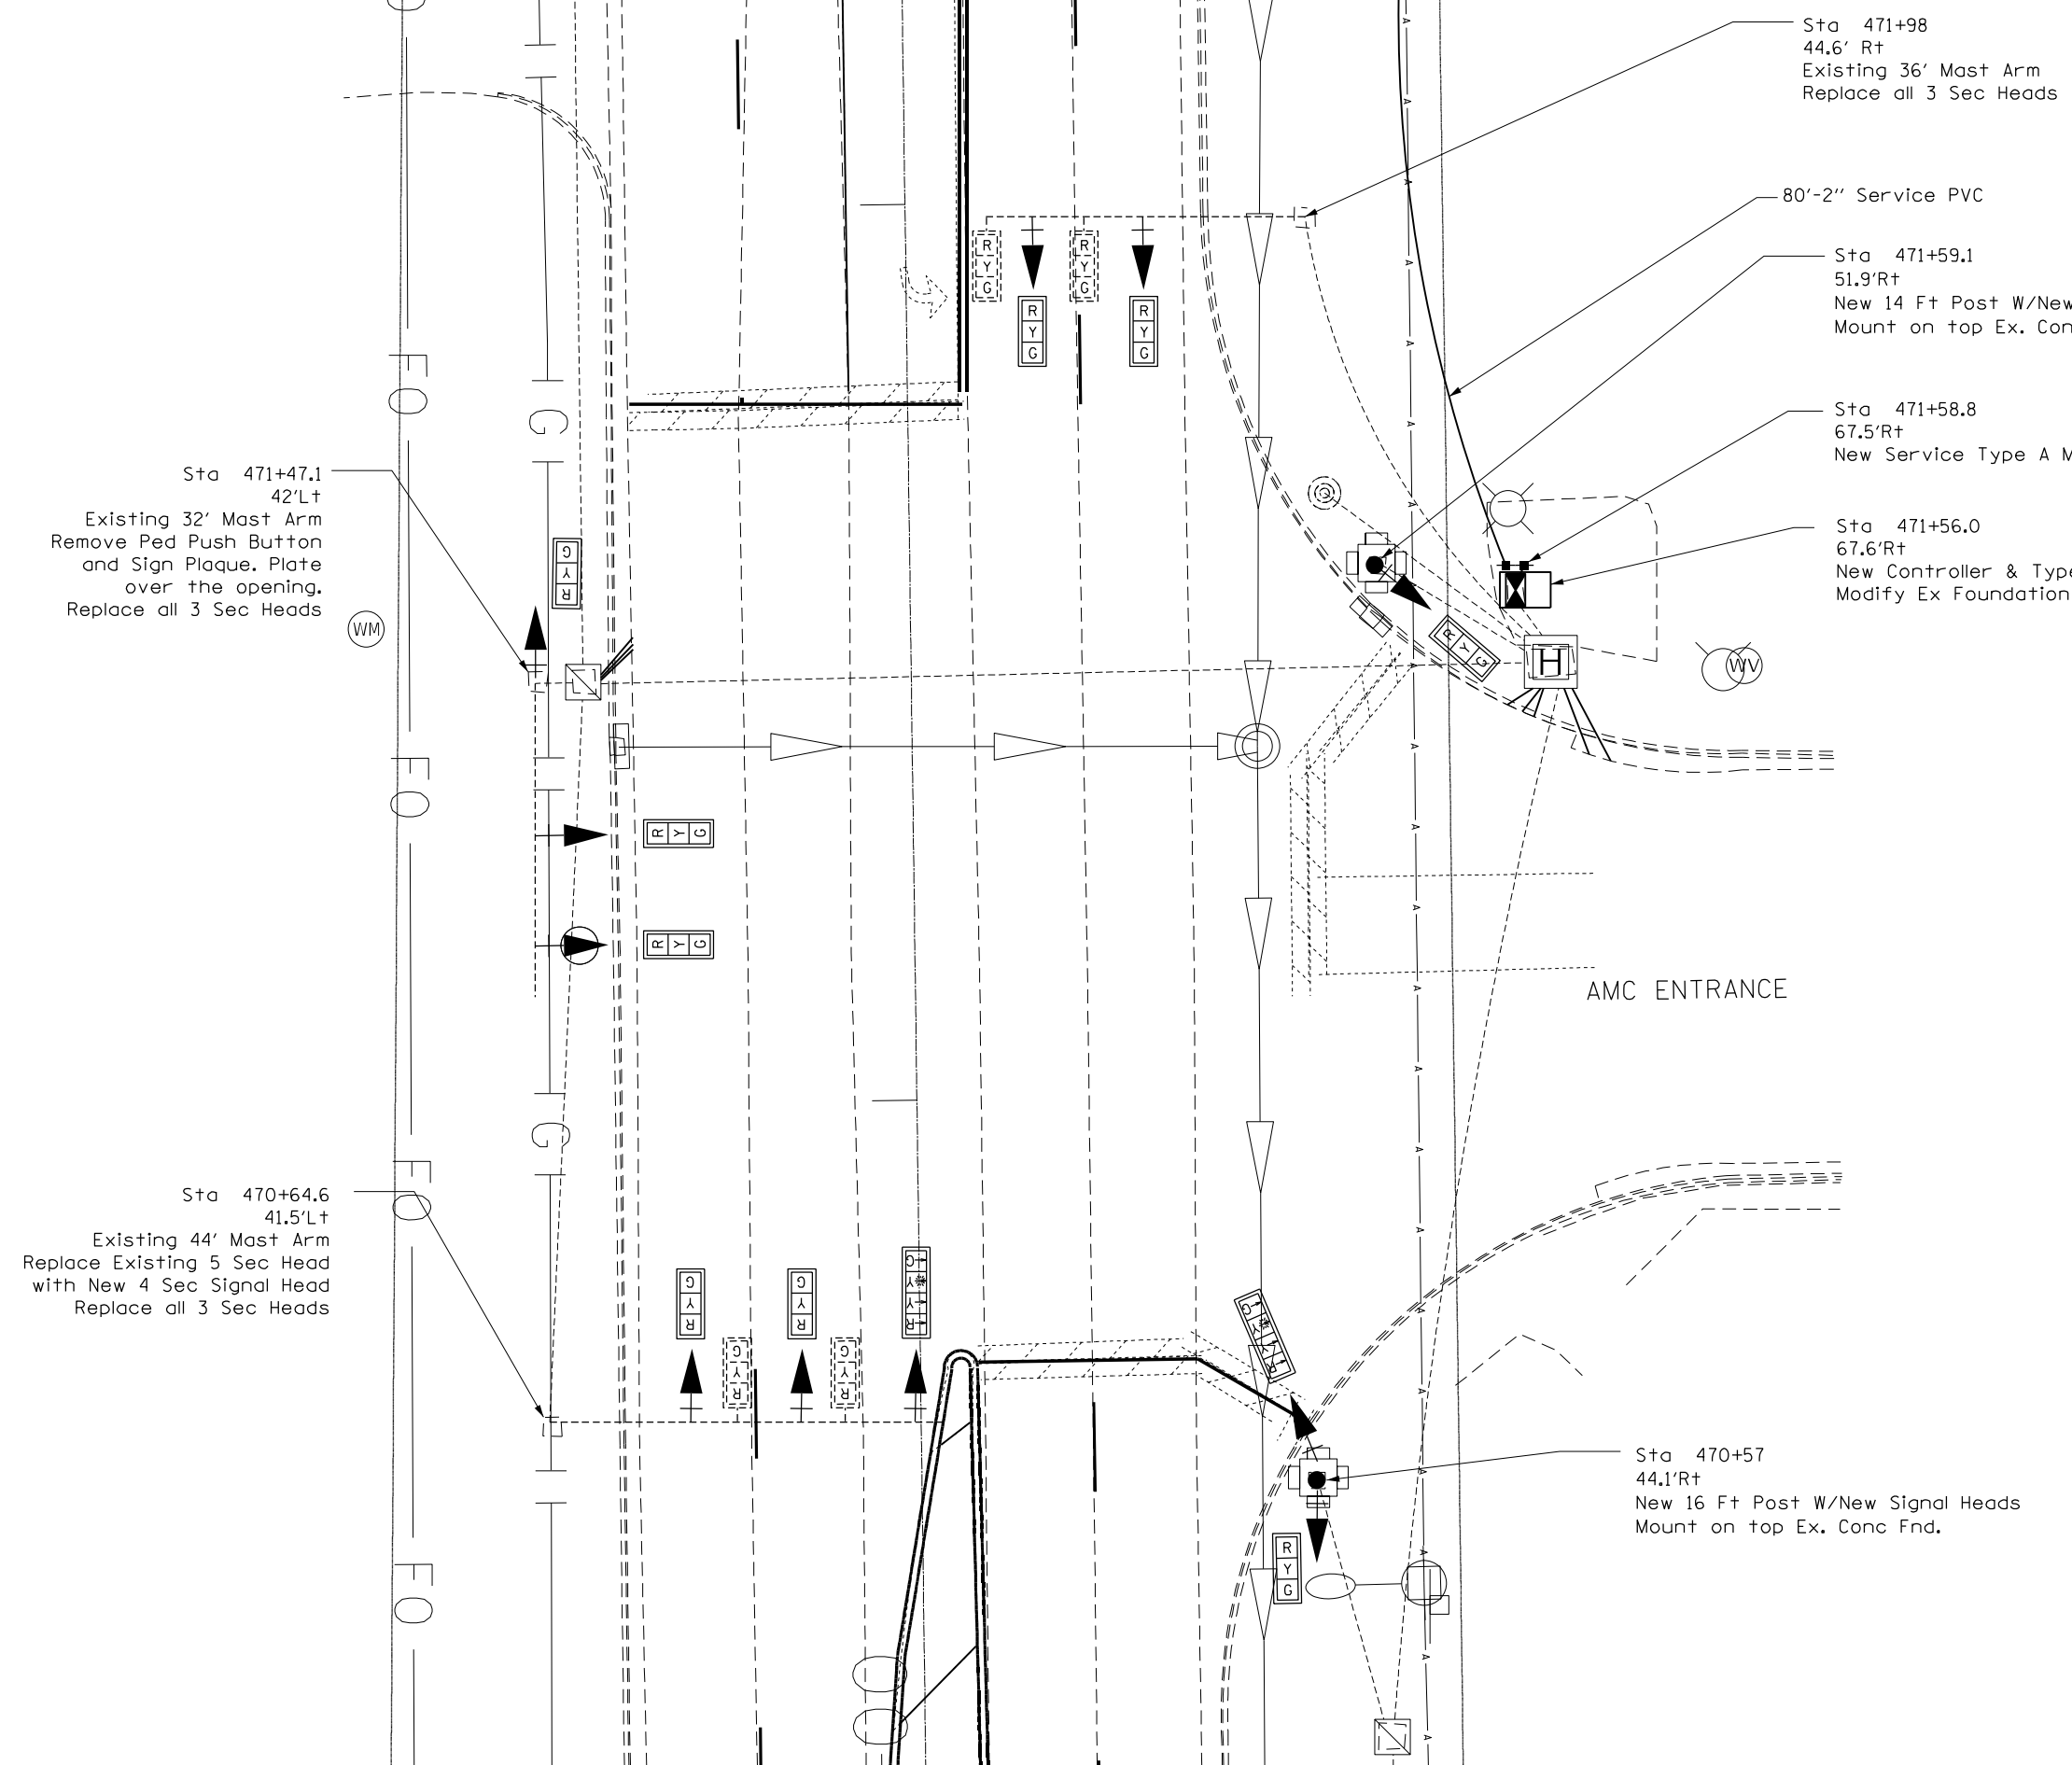 Sta 471+98
44.6' Rt
Existing 36' Mast Arm
Replace all 3 Sec Heads
80'-2" Service PVC
Sta 471+59.1
51.9'Rt
New 14 Ft Post W/New
Mount on top Ex.
Sta 471+58.8
67.5'Rt
New Service Type A
Sta 471+56.0
67.6'Rt
New Controller &
Modify Ex Foundation
Sta 471+47.1
42'Lt
Existing 32' Mast Arm
Remove Ped Push Button
and Sign Plaque. Plate
over the opening.
Replace all 3 Sec Heads
WM
WV
H
AMC ENTRANCE
Sta 470+64.6
41.5'Lt
Existing 44' Mast Arm
Replace Existing 5 Sec Head
with New 4 Sec Signal Head
Replace all 3 Sec Heads
Sta 470+57
44.1'Rt
New 16 Ft Post W/New Signal Heads
Mount on top Ex. Conc Fnd.
FO
FO
FO
FO
G
G
R
Y
G
R
Y
G
R
Y
G
R
Y
G
R
Y
G
R Y G
R Y G
R Y G
R
Y
G